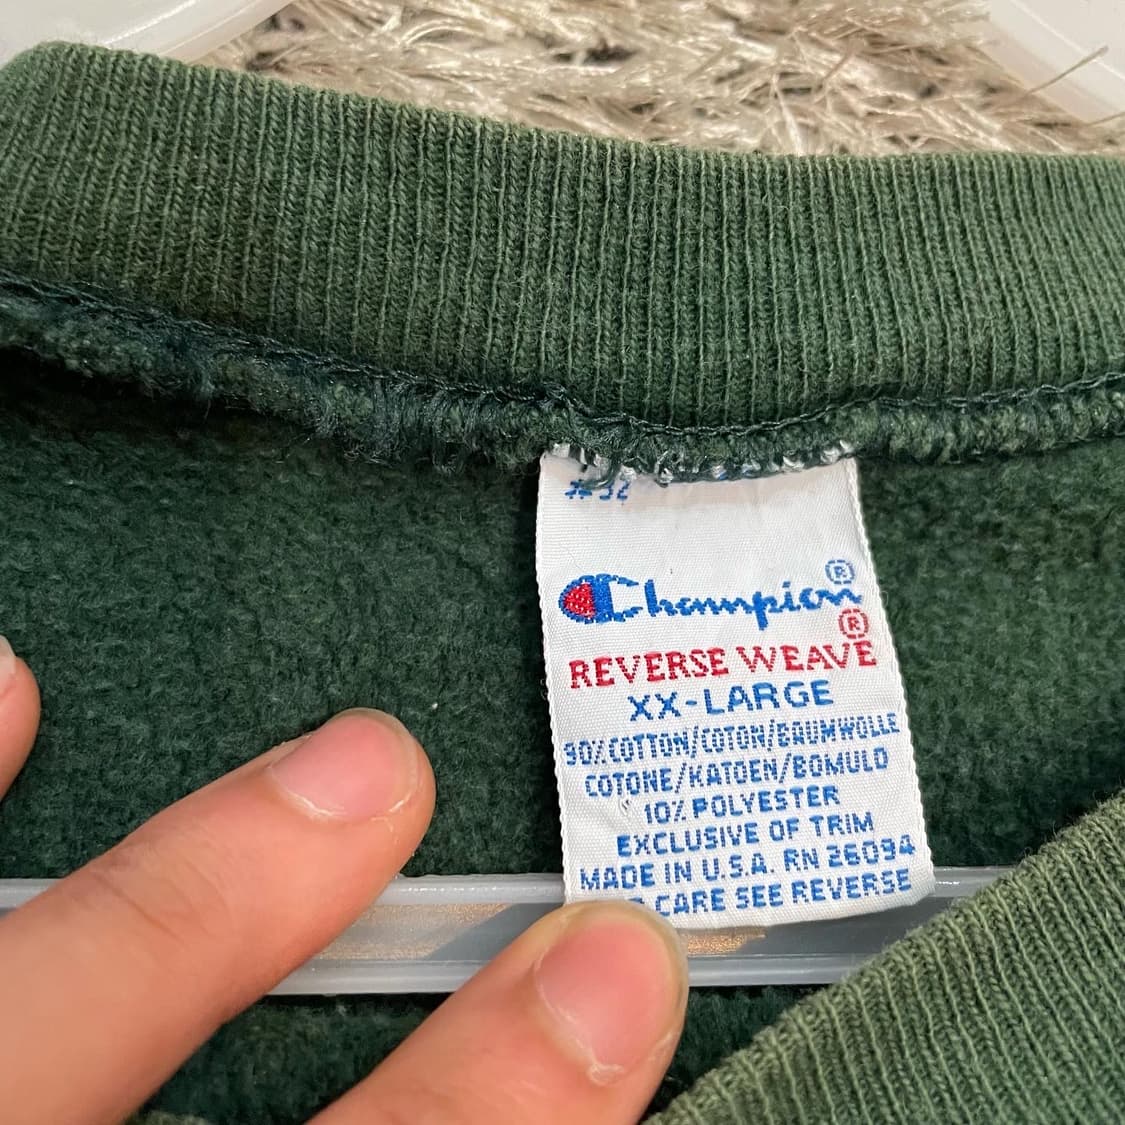 #32
Champion®
REVERSE WEAVE®
XX-LARGE
90% COTTON/COTON/BAUMWOLLE
COTONE/KATOEN/BOMULD
10% POLYESTER
EXCLUSIVE OF TRIM
MADE IN U.S.A. RN 26094
CARE SEE REVERSE